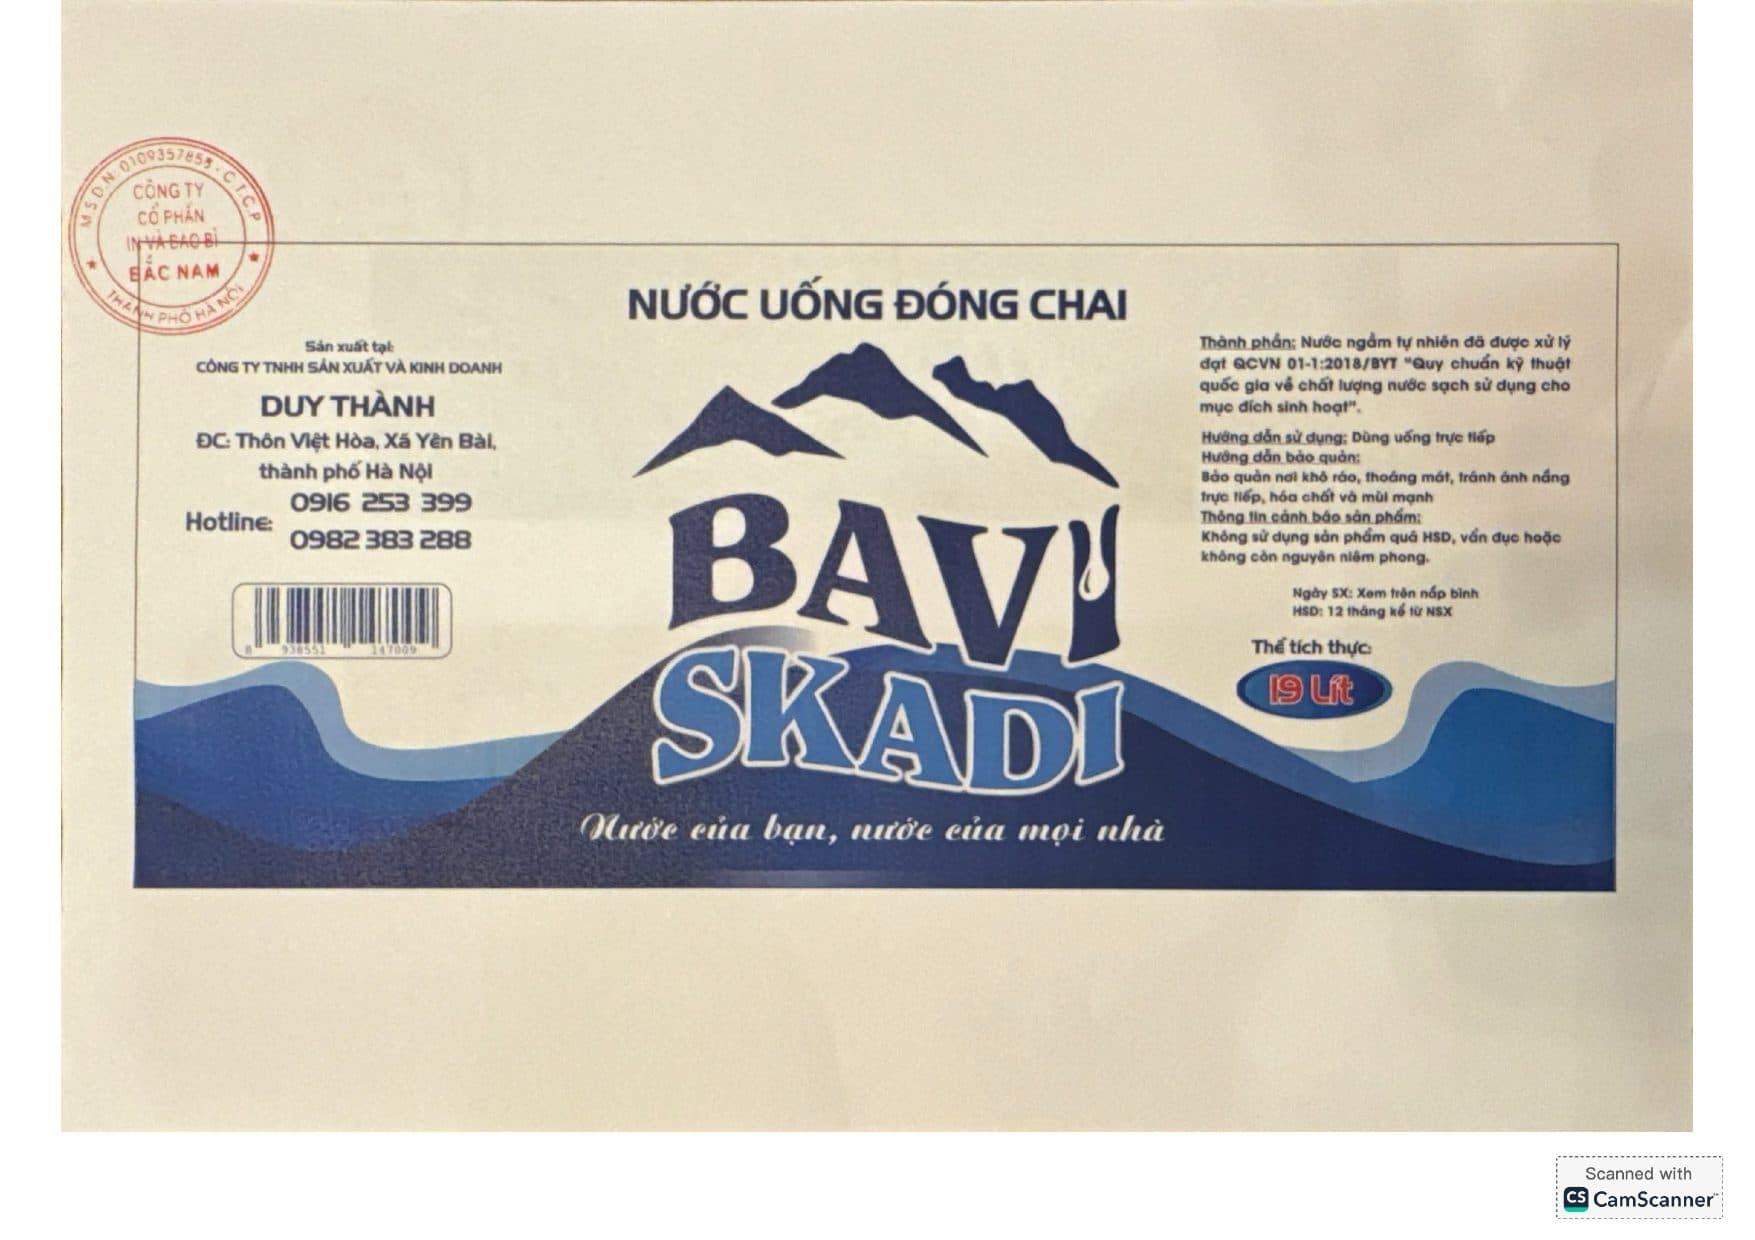 M.S.D.N: 0109357855 - C.T.C.P
CÔNG TY
CỔ PHẦN
IN VÀ BAO BÌ
BẮC NAM
THÀNH PHỐ HÀ NỘI
Sản xuất tại:
CÔNG TY TNHH SẢN XUẤT VÀ KINH DOANH
DUY THÀNH
ĐC: Thôn Việt Hòa, Xã Yên Bài,
thành phố Hà Nội
Hotline:
0916 253 399
0982 383 288
8 938551 147009
NƯỚC UỐNG ĐÓNG CHAI
BAVI
SKADI
Nước của bạn, nước của mọi nhà
Thành phần: Nước ngầm tự nhiên đã được xử lý
đạt QCVN 01-1:2018/BYT "Quy chuẩn kỹ thuật
quốc gia về chất lượng nước sạch sử dụng cho
mục đích sinh hoạt".
Hướng dẫn sử dụng: Dùng uống trực tiếp
Hướng dẫn bảo quản:
Bảo quản nơi khô ráo, thoáng mát, tránh ánh nắng
trực tiếp, hóa chất và mùi mạnh
Thông tin cảnh báo sản phẩm:
Không sử dụng sản phẩm quá HSD, vẩn đục hoặc
không còn nguyên niêm phong.
Ngày SX: Xem trên nắp bình
HSD: 12 tháng kể từ NSX
Thể tích thực:
19 Lít
Scanned with
CS CamScanner